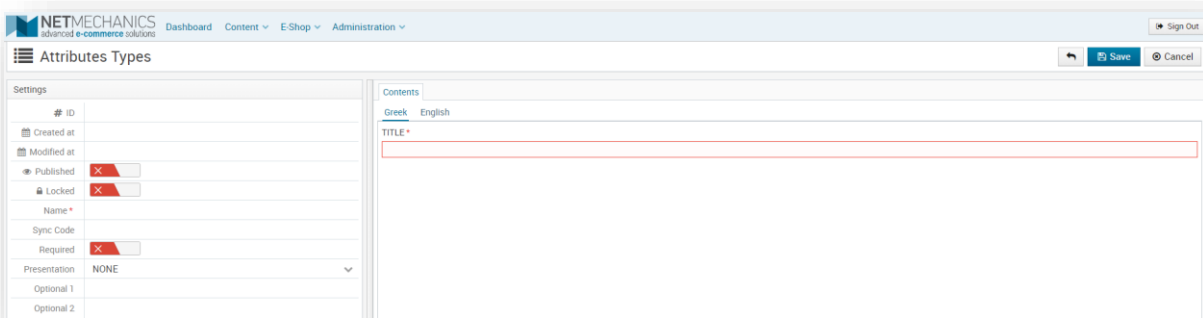 NETMECHANICS
advanced e-commerce solutions
Dashboard Content E-Shop Administration
Sign Out
Attributes Types
Save Cancel
Settings
# ID
Created at
Modified at
Published
Locked
Name *
Sync Code
Required
Presentation NONE
Optional 1
Optional 2
Contents
Greek English
TITLE *